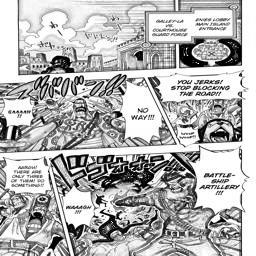 ENIES LOBBY
MAIN ISLAND
ENTRANCE
GALLEY-LA
VS.
COURTHOUSE
GUARD FORCE
YOU JERKS!
STOP BLOCKING
THE ROAD!!
NO
WAY!!!
BATTLE-
SHIP
ARTILLERY
!!!
THERE ARE
ONLY THREE
OF THEM! DO
SOMETHING!!
WAAAGH
!!!